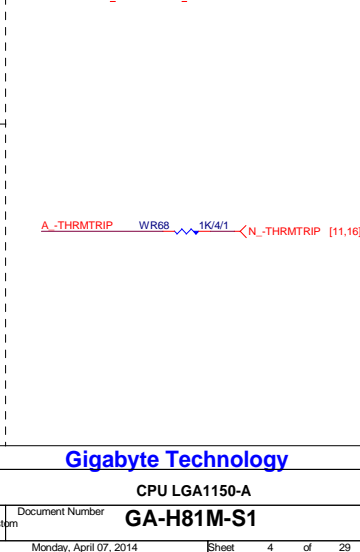 A_-THRMTRIP WR68 1K/4/1 N_-THRMTRIP [11,16]
Gigabyte Technology
CPU LGA1150-A
Document Number
GA-H81M-S1
Monday, April 07, 2014 Sheet 4 of 29